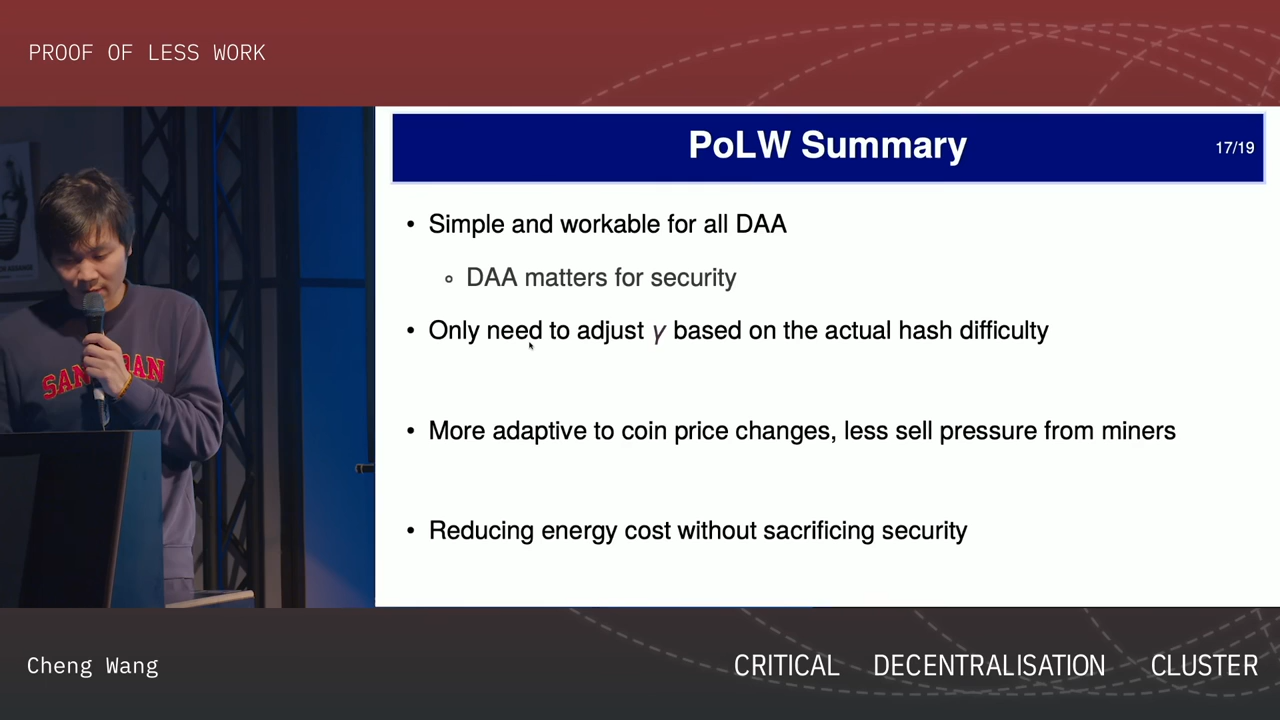 PROOF OF LESS WORK
PoLW Summary
17/19
• Simple and workable for all DAA
◦ DAA matters for security
• Only need to adjust γ based on the actual hash difficulty
• More adaptive to coin price changes, less sell pressure from miners
• Reducing energy cost without sacrificing security
Cheng Wang
CRITICAL DECENTRALISATION CLUSTER